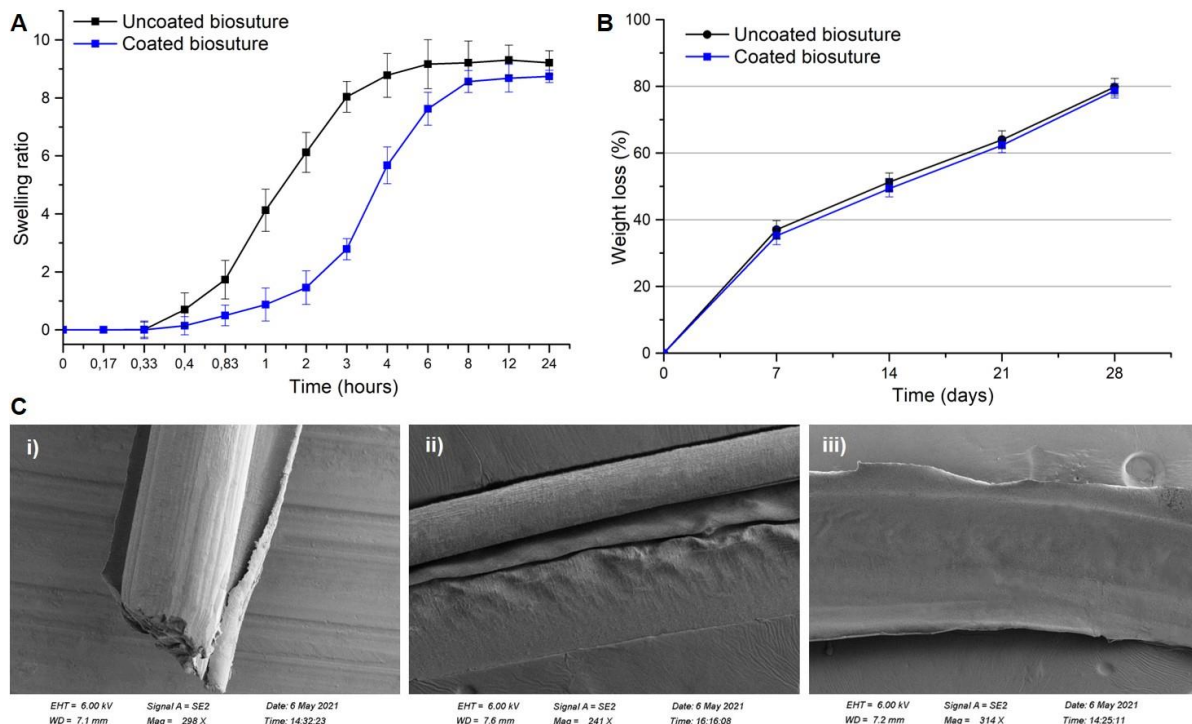 A
Uncoated biosuture
Coated biosuture
10
8
6
4
2
0
Swelling ratio
0 0,17 0,33 0,4 0,83 1 2 3 4 6 8 12 24
Time (hours)
B
Uncoated biosuture
Coated biosuture
100
80
60
40
20
0
Weight loss (%)
0 7 14 21 28
Time (days)
C
i)
ii)
iii)
EHT = 6.00 kV Signal A = SE2 Date: 6 May 2021
WD = 7.1 mm Mag = 298 X Time: 14:32:23
EHT = 6.00 kV Signal A = SE2 Date: 6 May 2021
WD = 7.6 mm Mag = 241 X Time: 16:16:08
EHT = 6.00 kV Signal A = SE2 Date: 6 May 2021
WD = 7.2 mm Mag = 314 X Time: 14:25:11